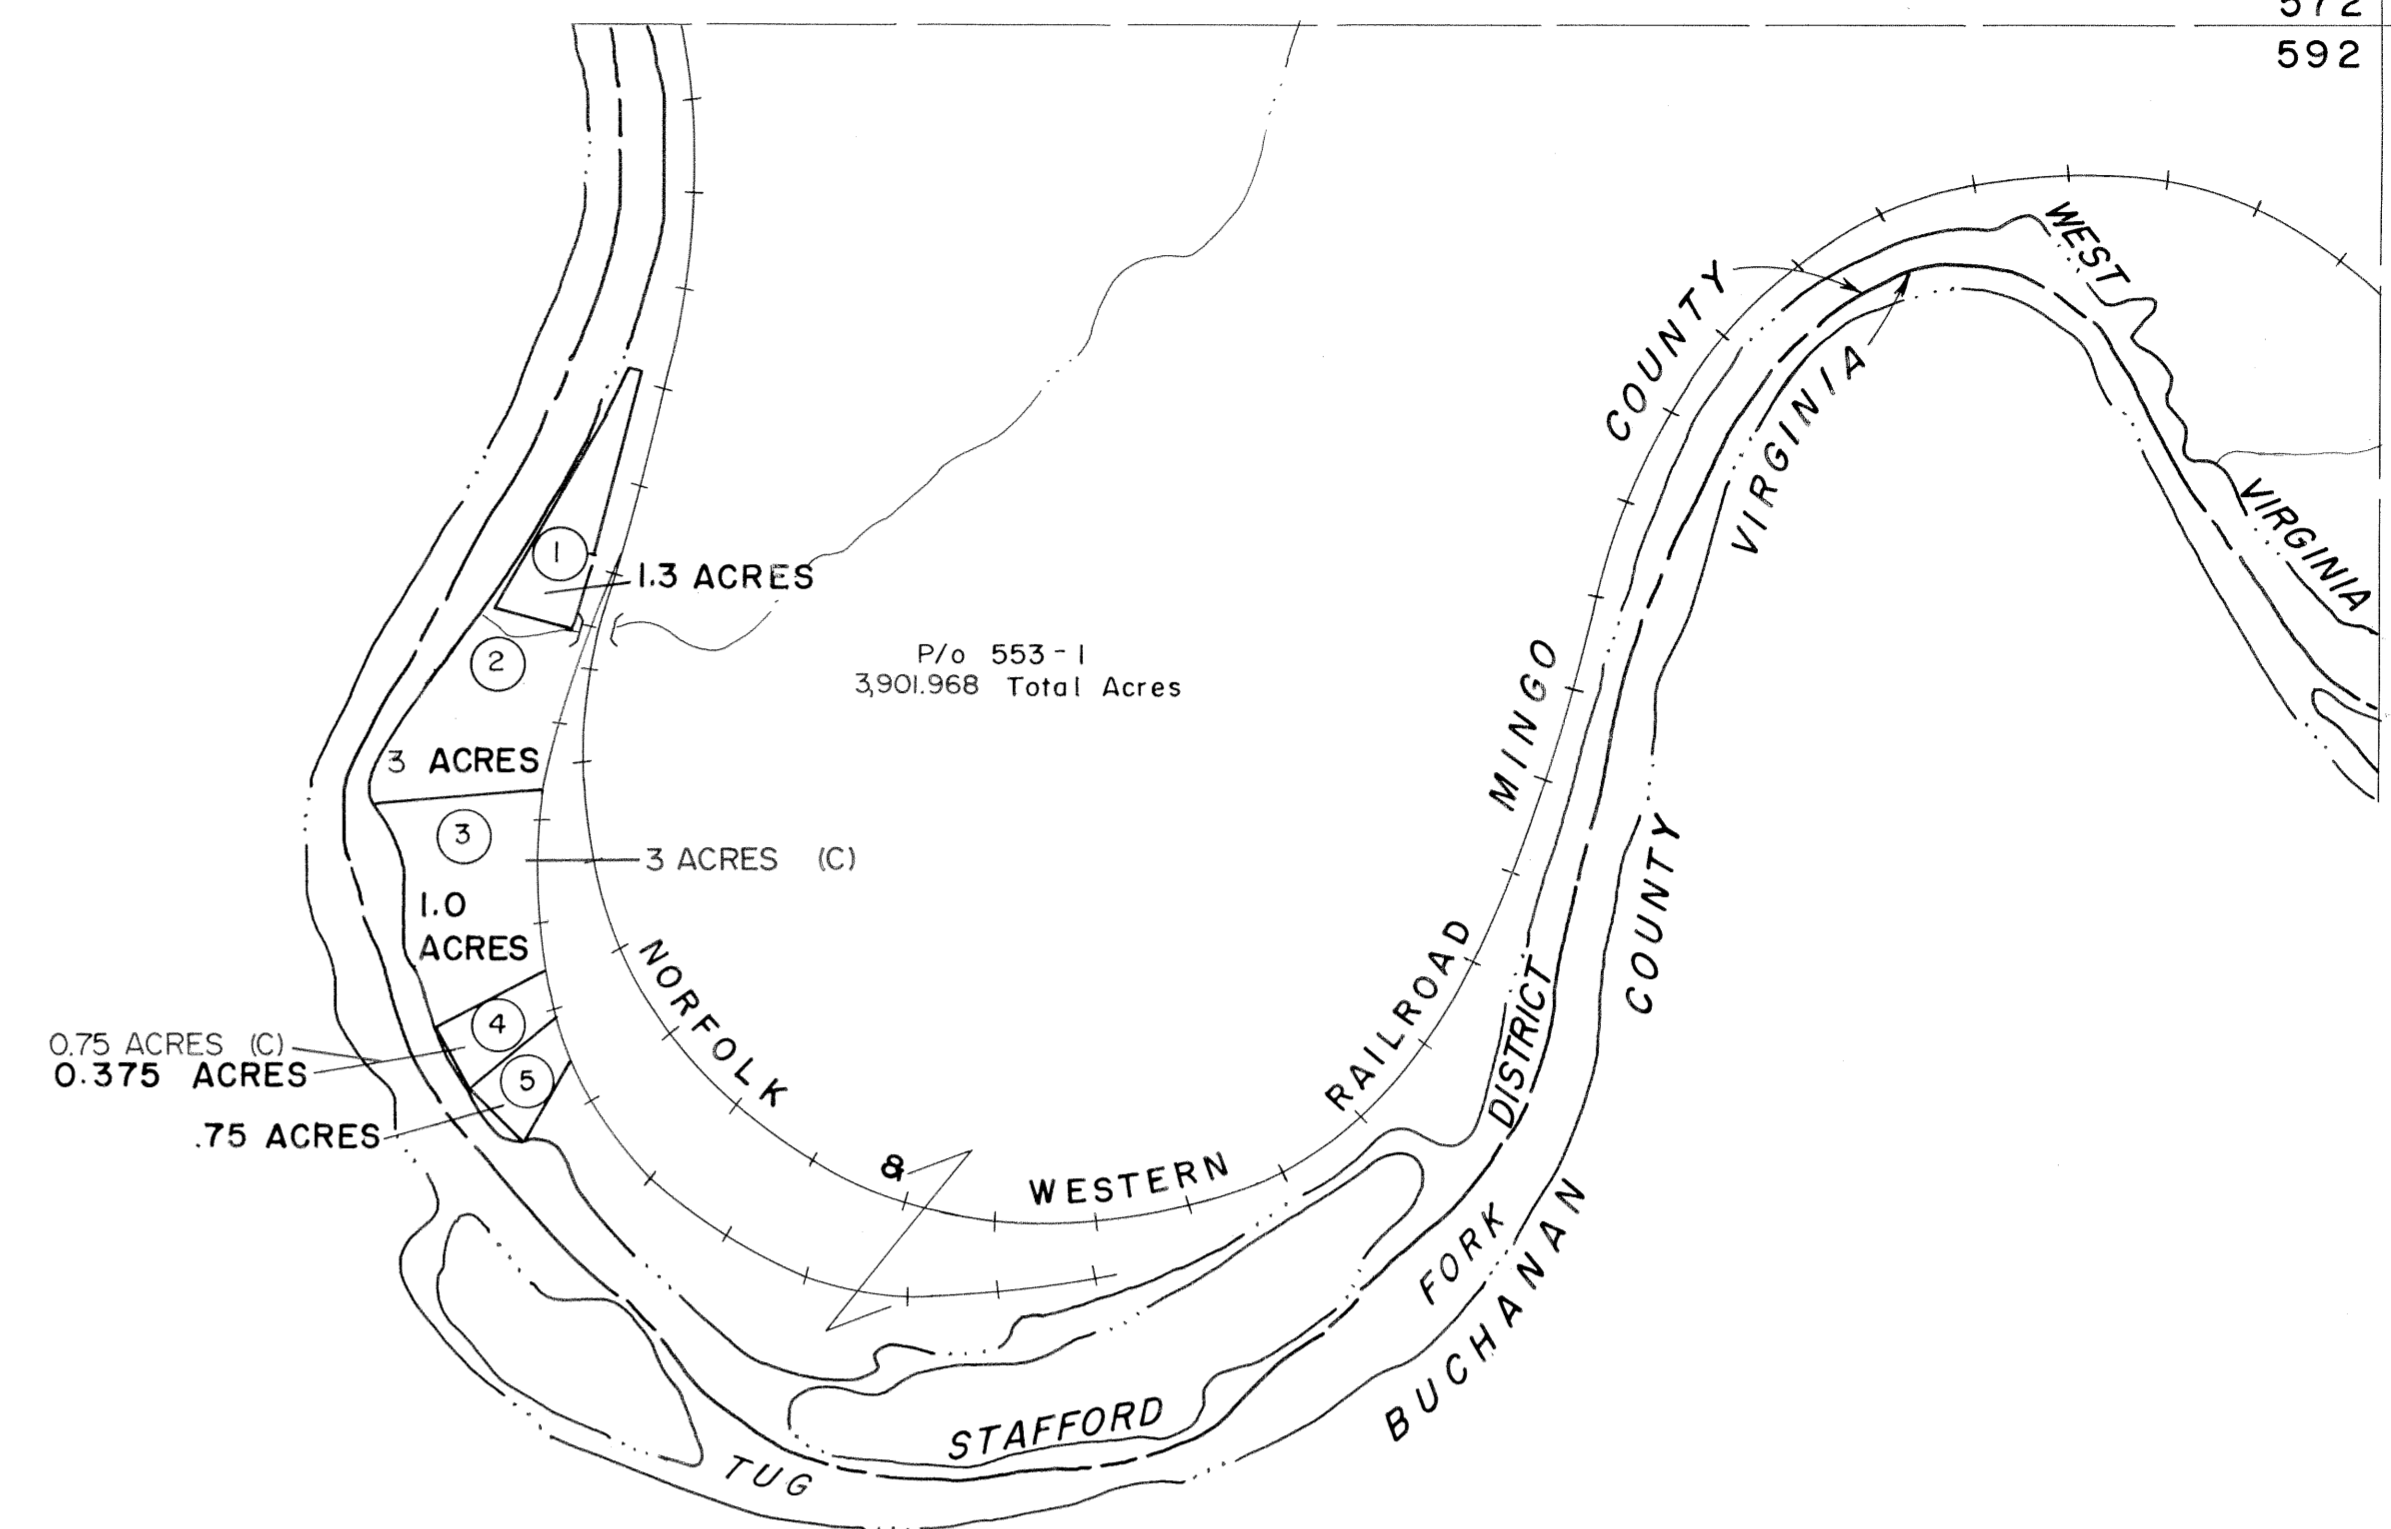 572
592
COUNTY
WEST
VIRGINIA
VIRGINIA
1
1.3 ACRES
2
P/o 553-1
3,901.968 Total Acres
3 ACRES
MINGO
3
3 ACRES (C)
1.0
ACRES
COUNTY
NORFOLK
&
WESTERN
RAILROAD
DISTRICT
4
0.75 ACRES (C)
0.375 ACRES
5
.75 ACRES
FORK
BUCHANAN
STAFFORD
TUG